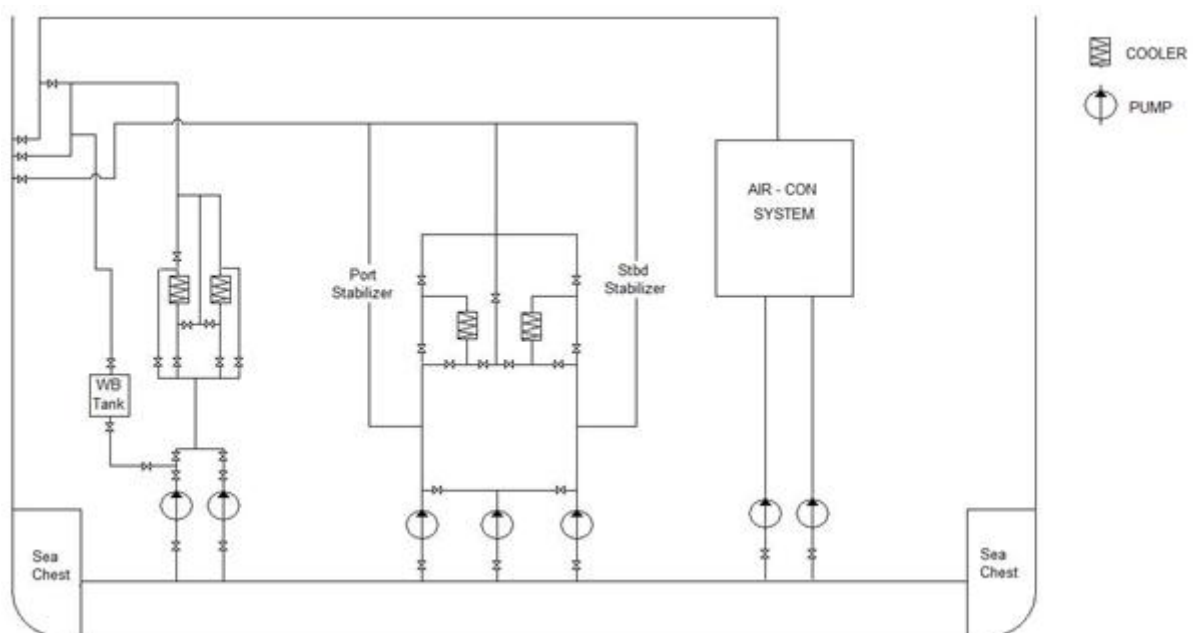 COOLER
PUMP
AIR - CON
SYSTEM
Port
Stabilizer
Stbd
Stabilizer
WB
Tank
Sea
Chest
Sea
Chest